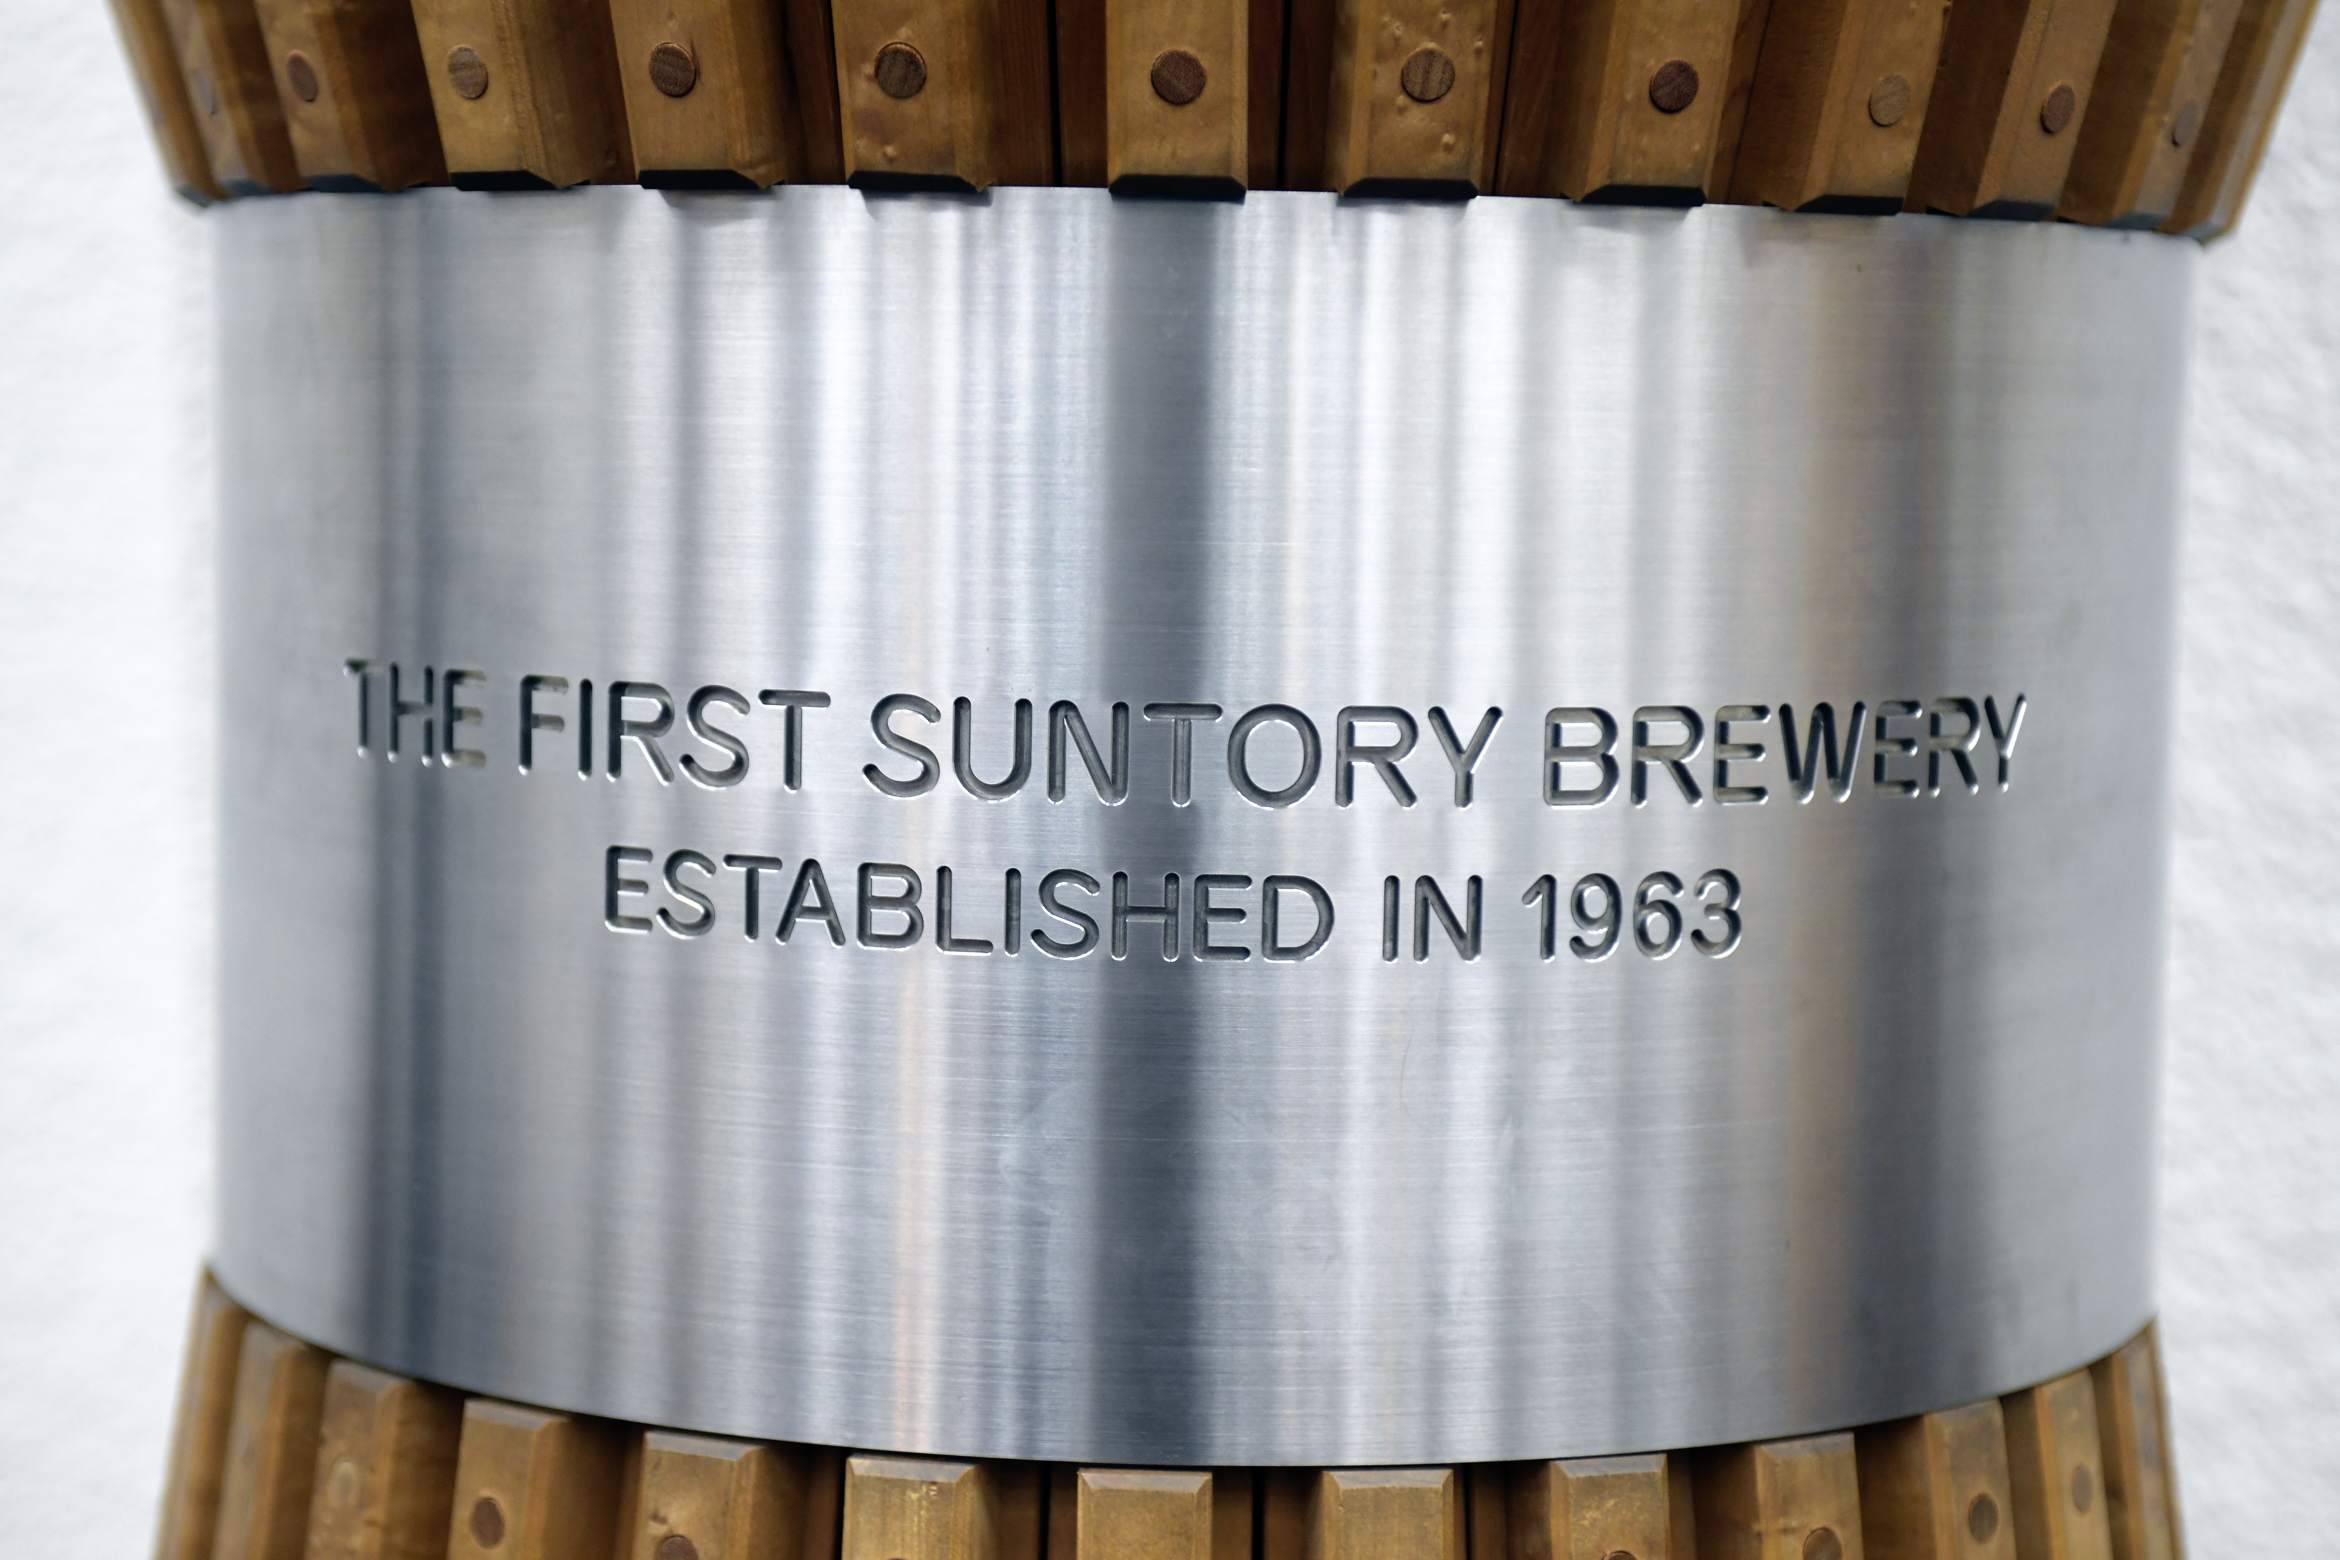 THE FIRST SUNTORY BREWERY
ESTABLISHED IN 1963